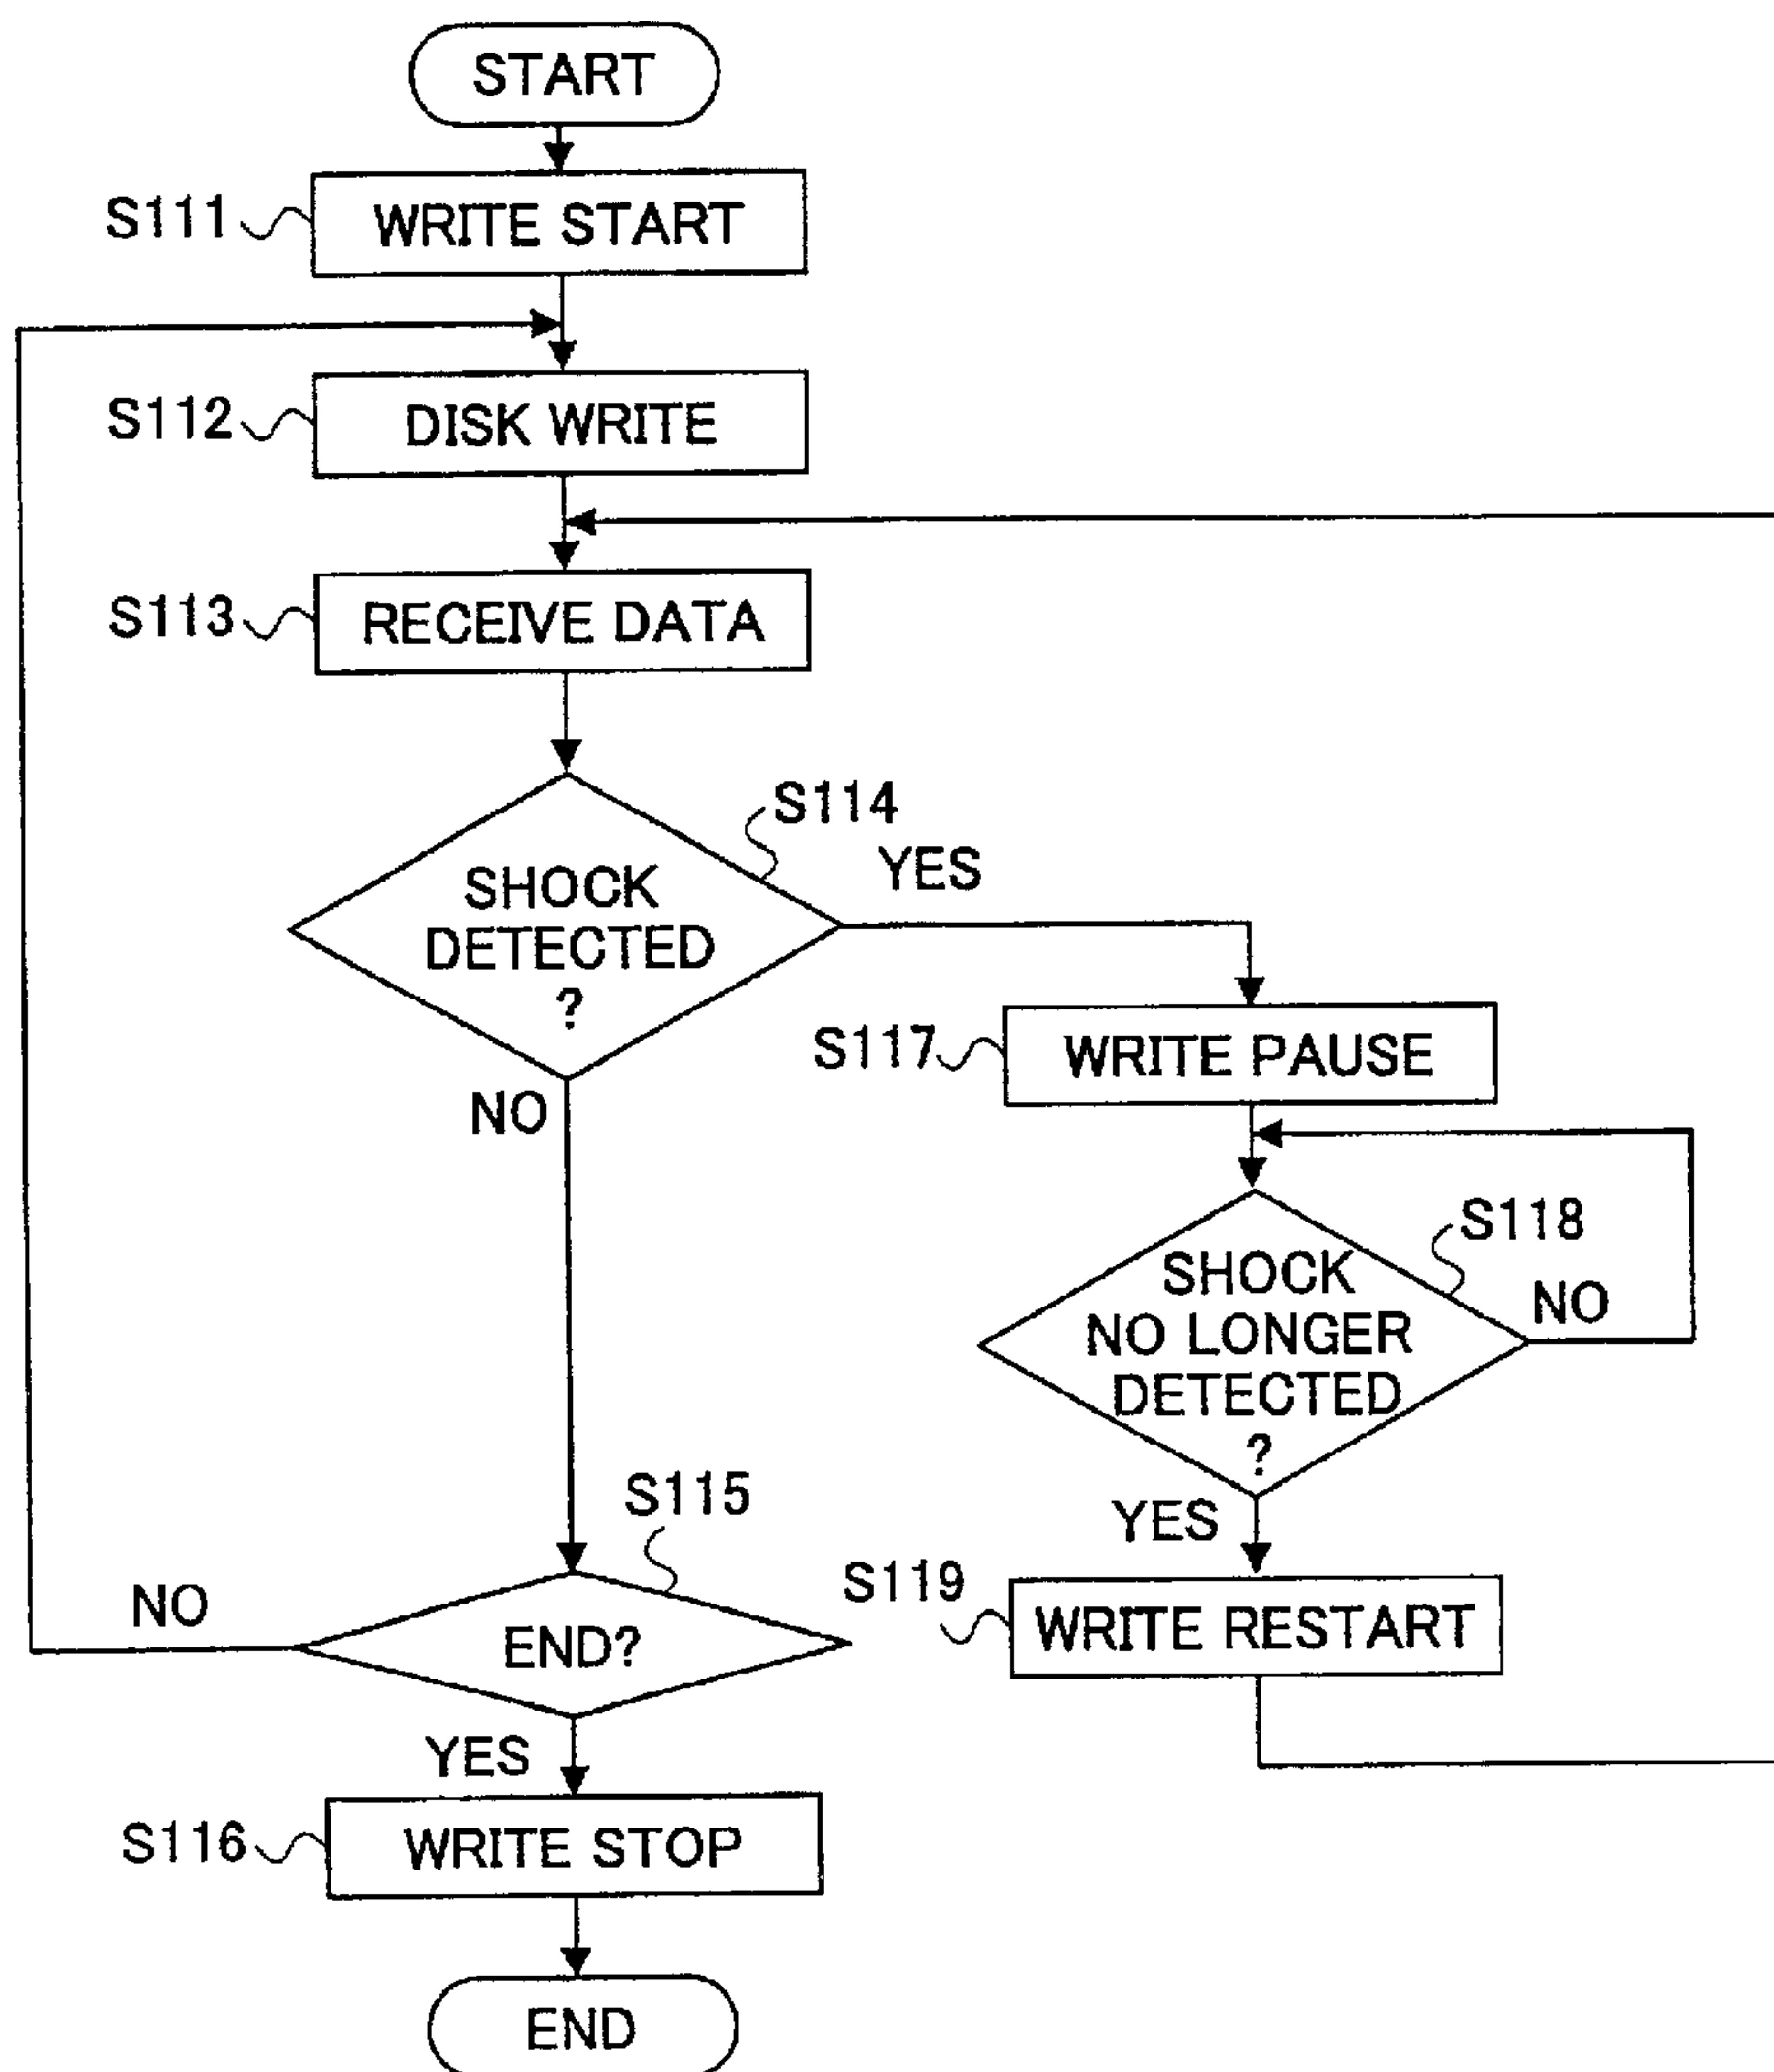 START
S111
WRITE START
S112
DISK WRITE
S113
RECEIVE DATA
S114
YES
SHOCK
DETECTED
?
NO
S117
WRITE PAUSE
S118
SHOCK
NO LONGER
DETECTED
?
NO
YES
S119
WRITE RESTART
S115
END?
NO
YES
S116
WRITE STOP
END